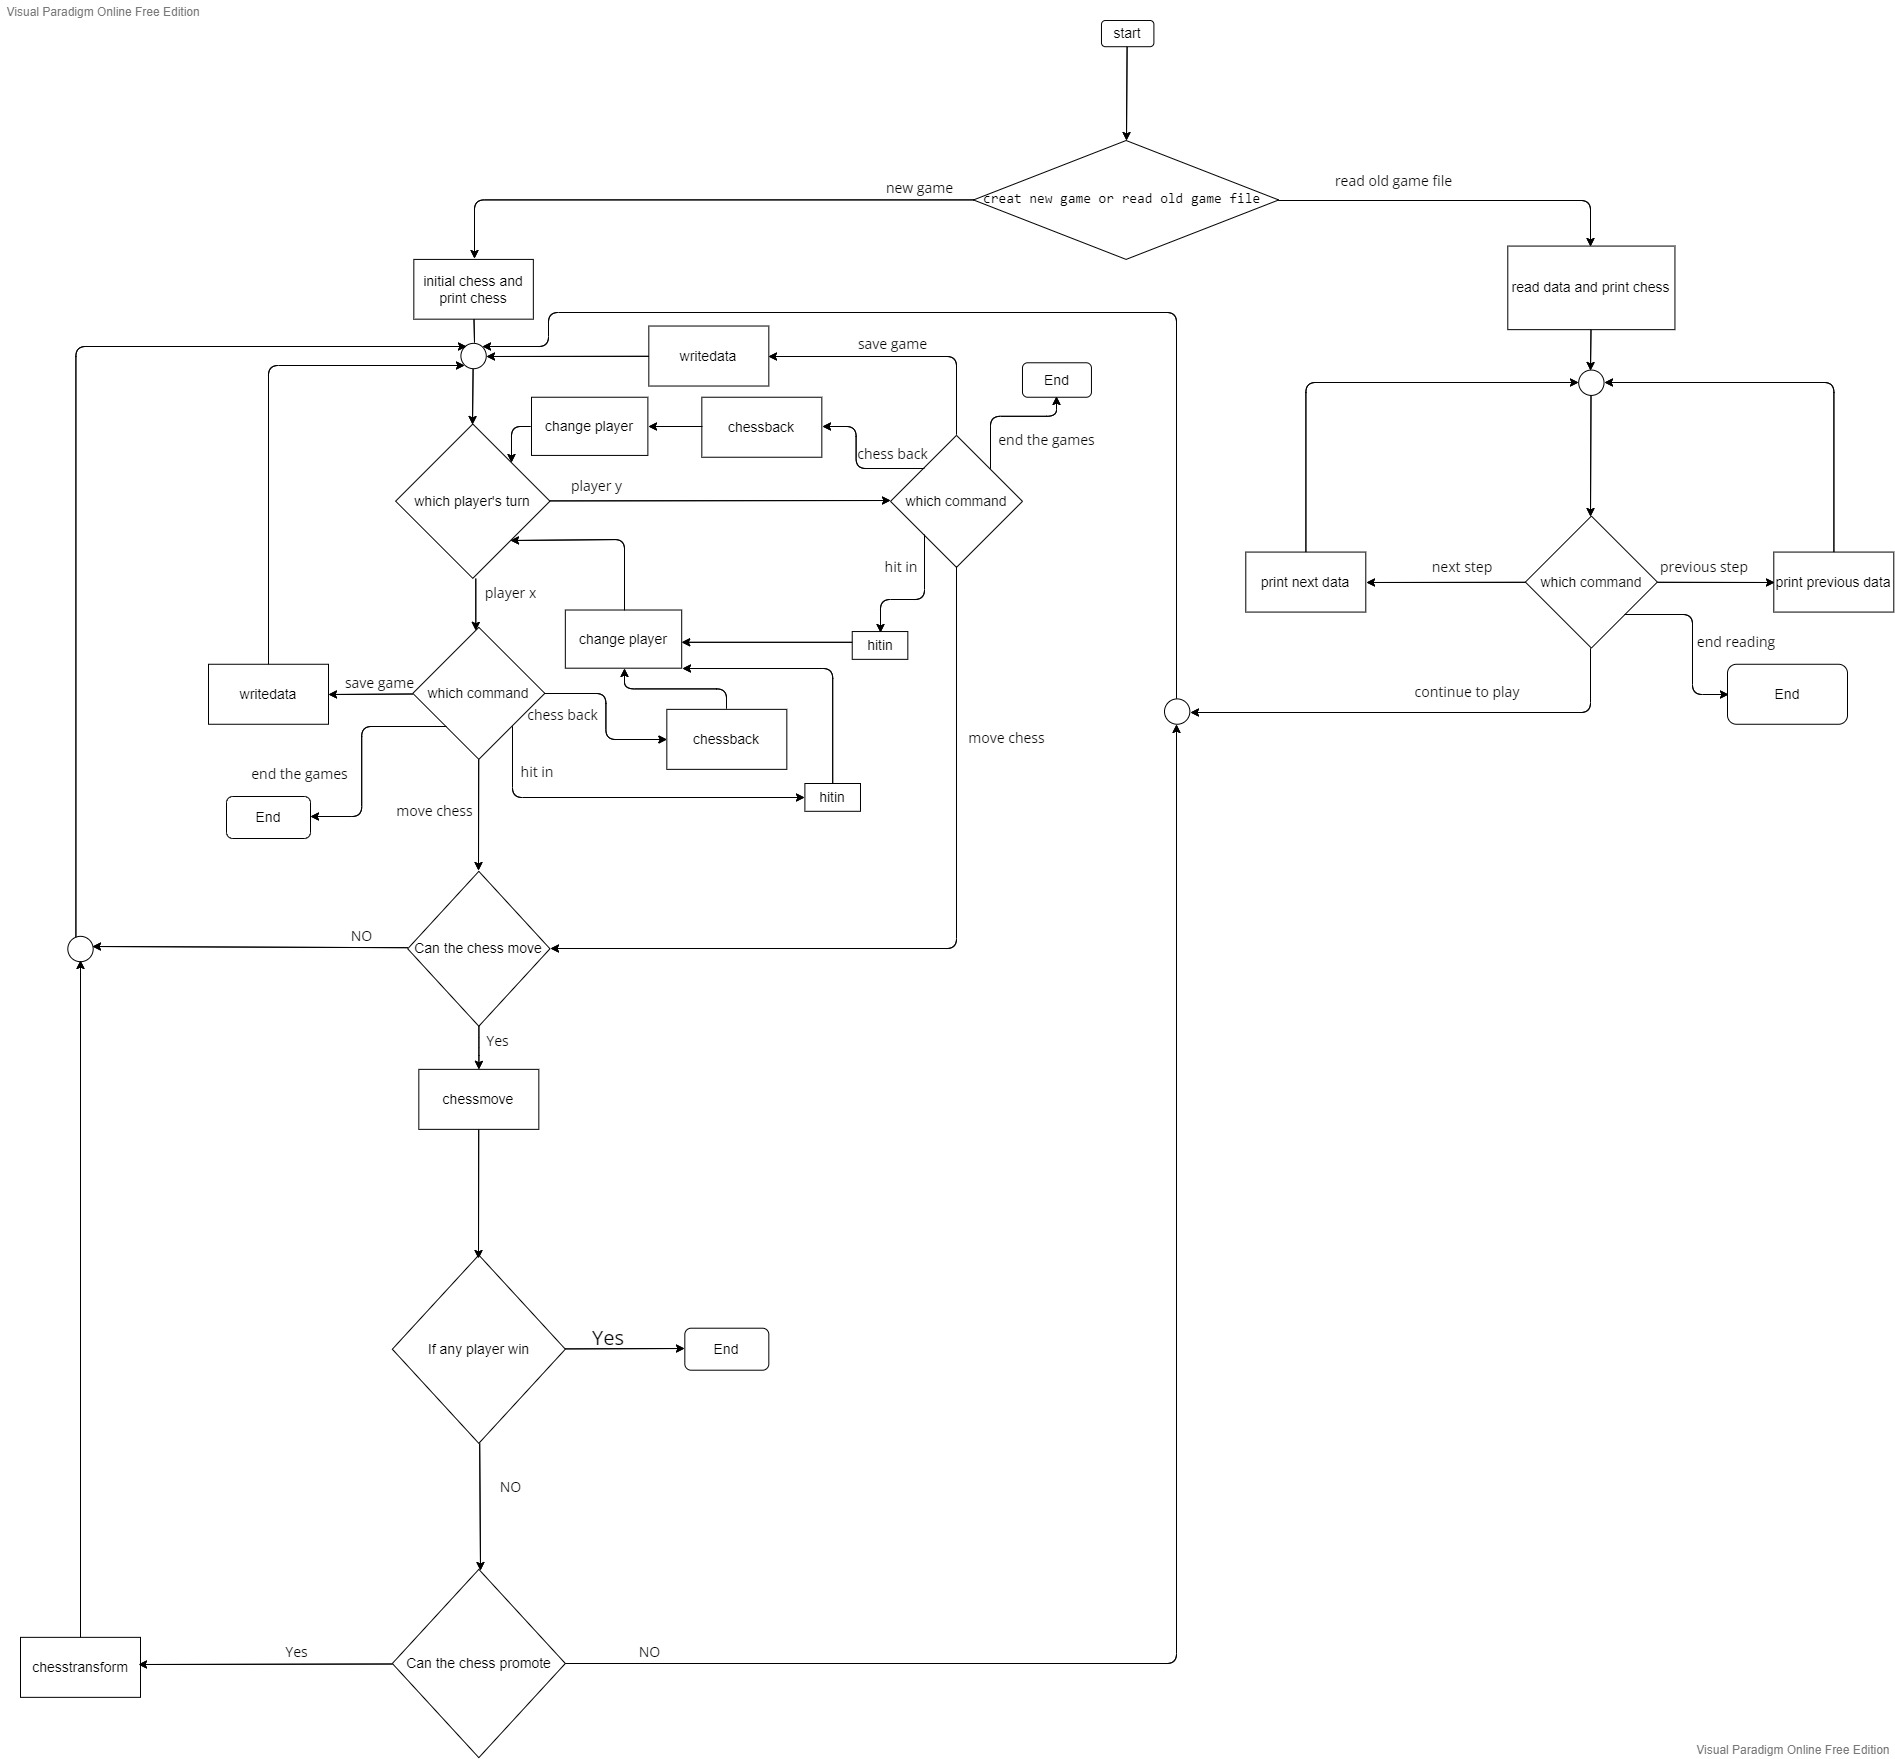 Visual Paradigm Online Free Edition
start
new game
creat new game or read old game file
read old game file
initial chess and
print chess
read data and print chess
writedata
save game
End
change player
chessback
chess back
end the games
which player's turn
player y
which command
hit in
player x
change player
hitin
print next data
next step
which command
previous step
print previous data
end reading
writedata
save game
which command
chess back
chessback
continue to play
End
move chess
end the games
hit in
hitin
End
move chess
NO
Can the chess move
Yes
chessmove
If any player win
Yes
End
NO
chesstransform
Yes
Can the chess promote
NO
Visual Paradigm Online Free Edition